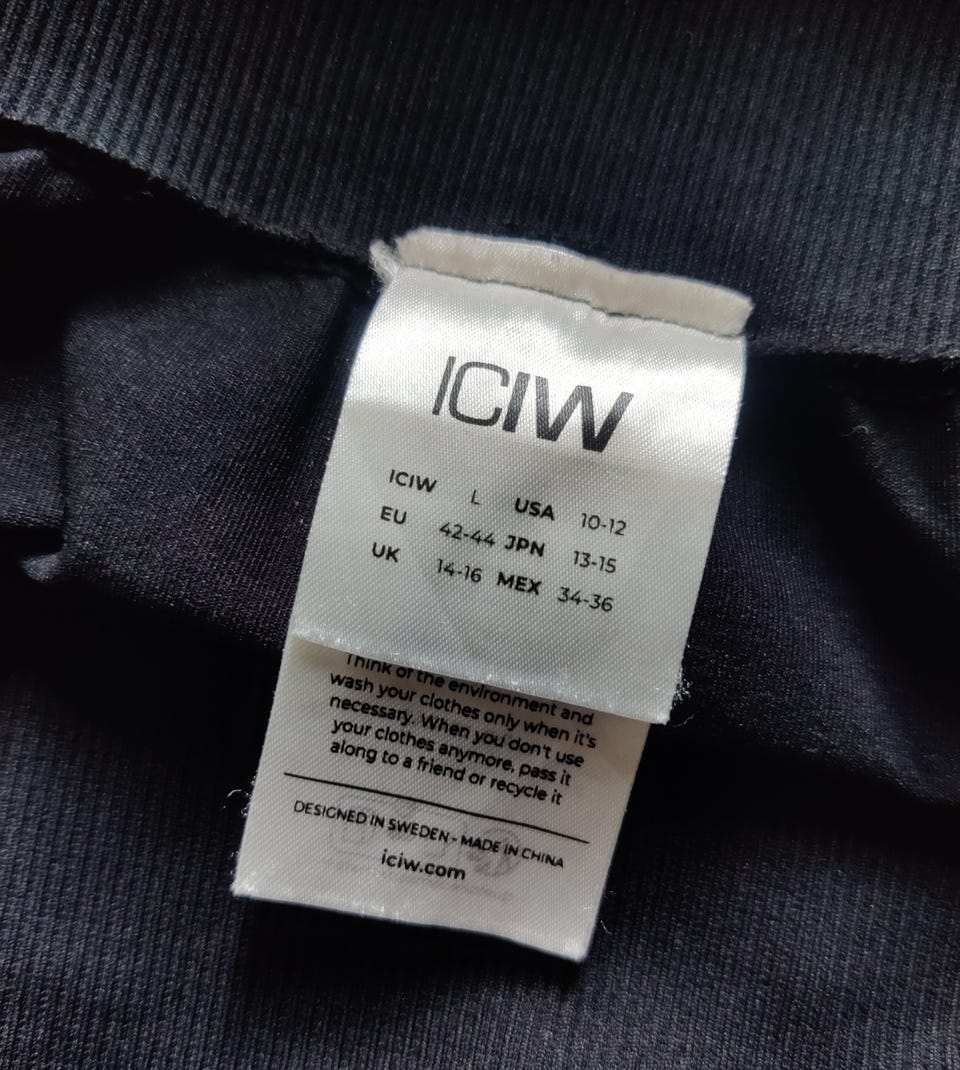 ICIW
ICIW L USA 10-12
EU 42-44 JPN 13-15
UK 14-16 MEX 34-36
Think of the environment and
wash your clothes only when it's
necessary. When you don't use
your clothes anymore, pass it
along to a friend or recycle it
DESIGNED IN SWEDEN - MADE IN CHINA
iciw.com